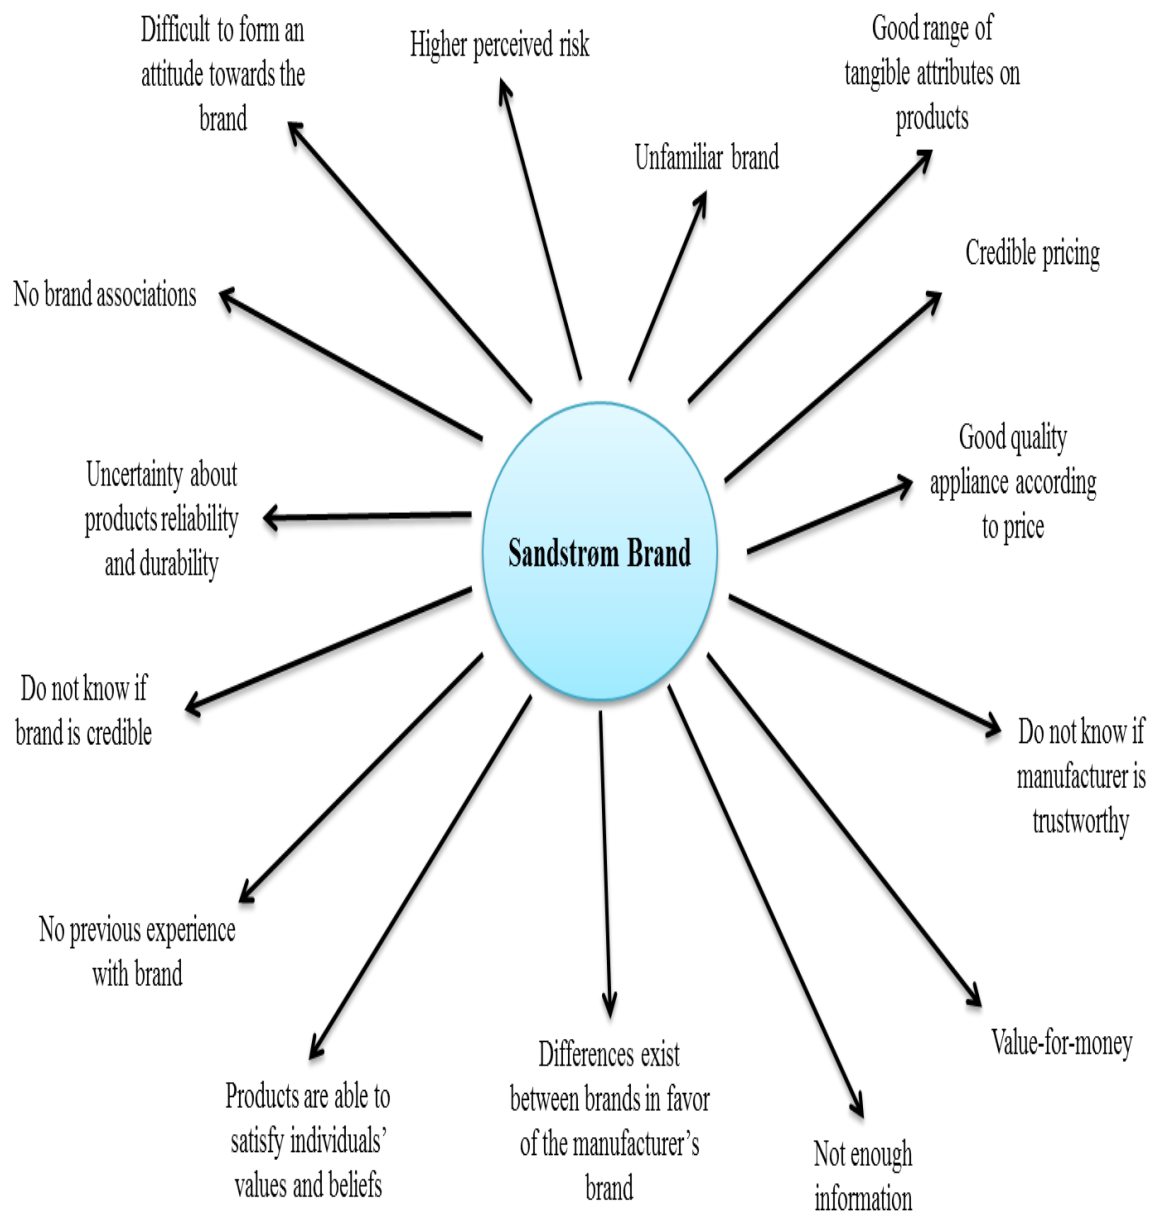 Difficult to form an
attitude towards the
brand
Higher perceived risk
Good range of
tangible attributes on
products
Unfamiliar brand
Credible pricing
No brand associations
Good quality
appliance according
to price
Uncertainty about
products reliability
and durability
Sandstrøm Brand
Do not know if
brand is credible
Do not know if
manufacturer is
trustworthy
No previous experience
with brand
Value-for-money
Products are able to
satisfy individuals’
values and beliefs
Differences exist
between brands in favor
of the manufacturer’s
brand
Not enough
information